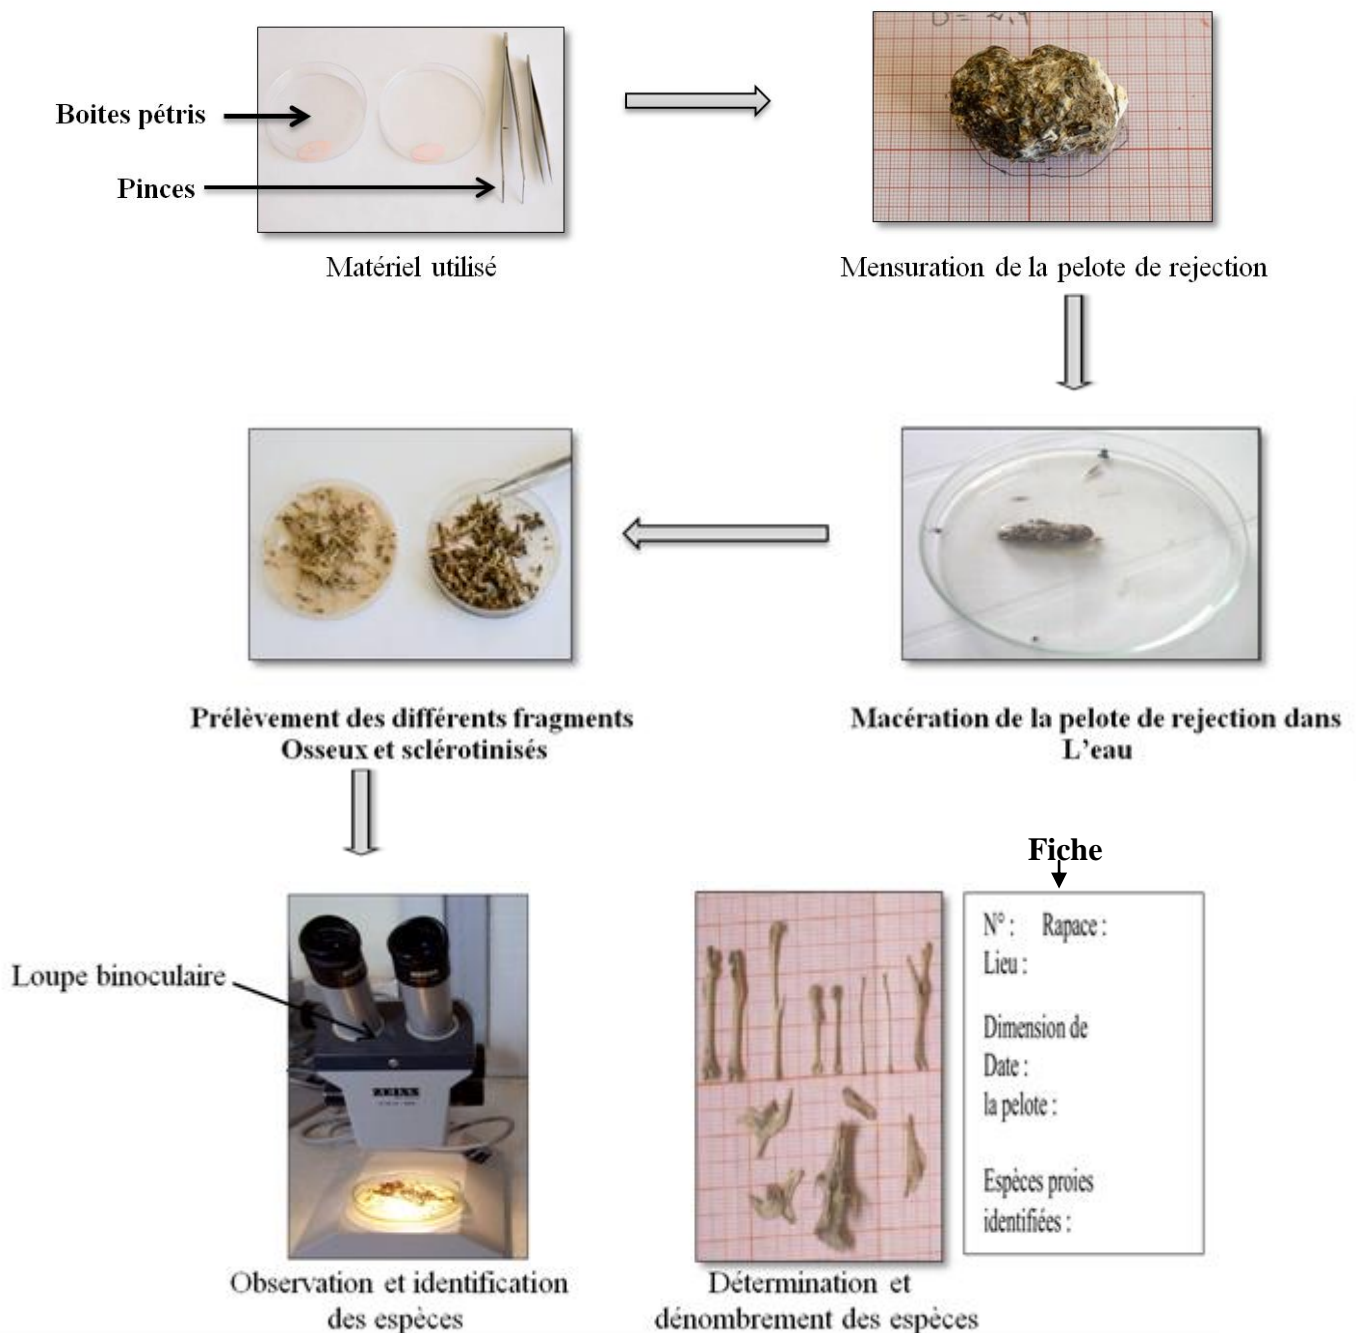 Boites pétris
Pinces
Matériel utilisé
Mensuration de la pelote de rejection
Prélèvement des différents fragments
Osseux et sclérotinisés
Macération de la pelote de rejection dans
L'eau
Loupe binoculaire
ZEISS
Observation et identification
des espèces
Détermination et
dénombrement des espèces
Fiche
N° : Rapace :
Lieu :
Dimension de
Date :
la pelote :
Espèces proies
identifiées :